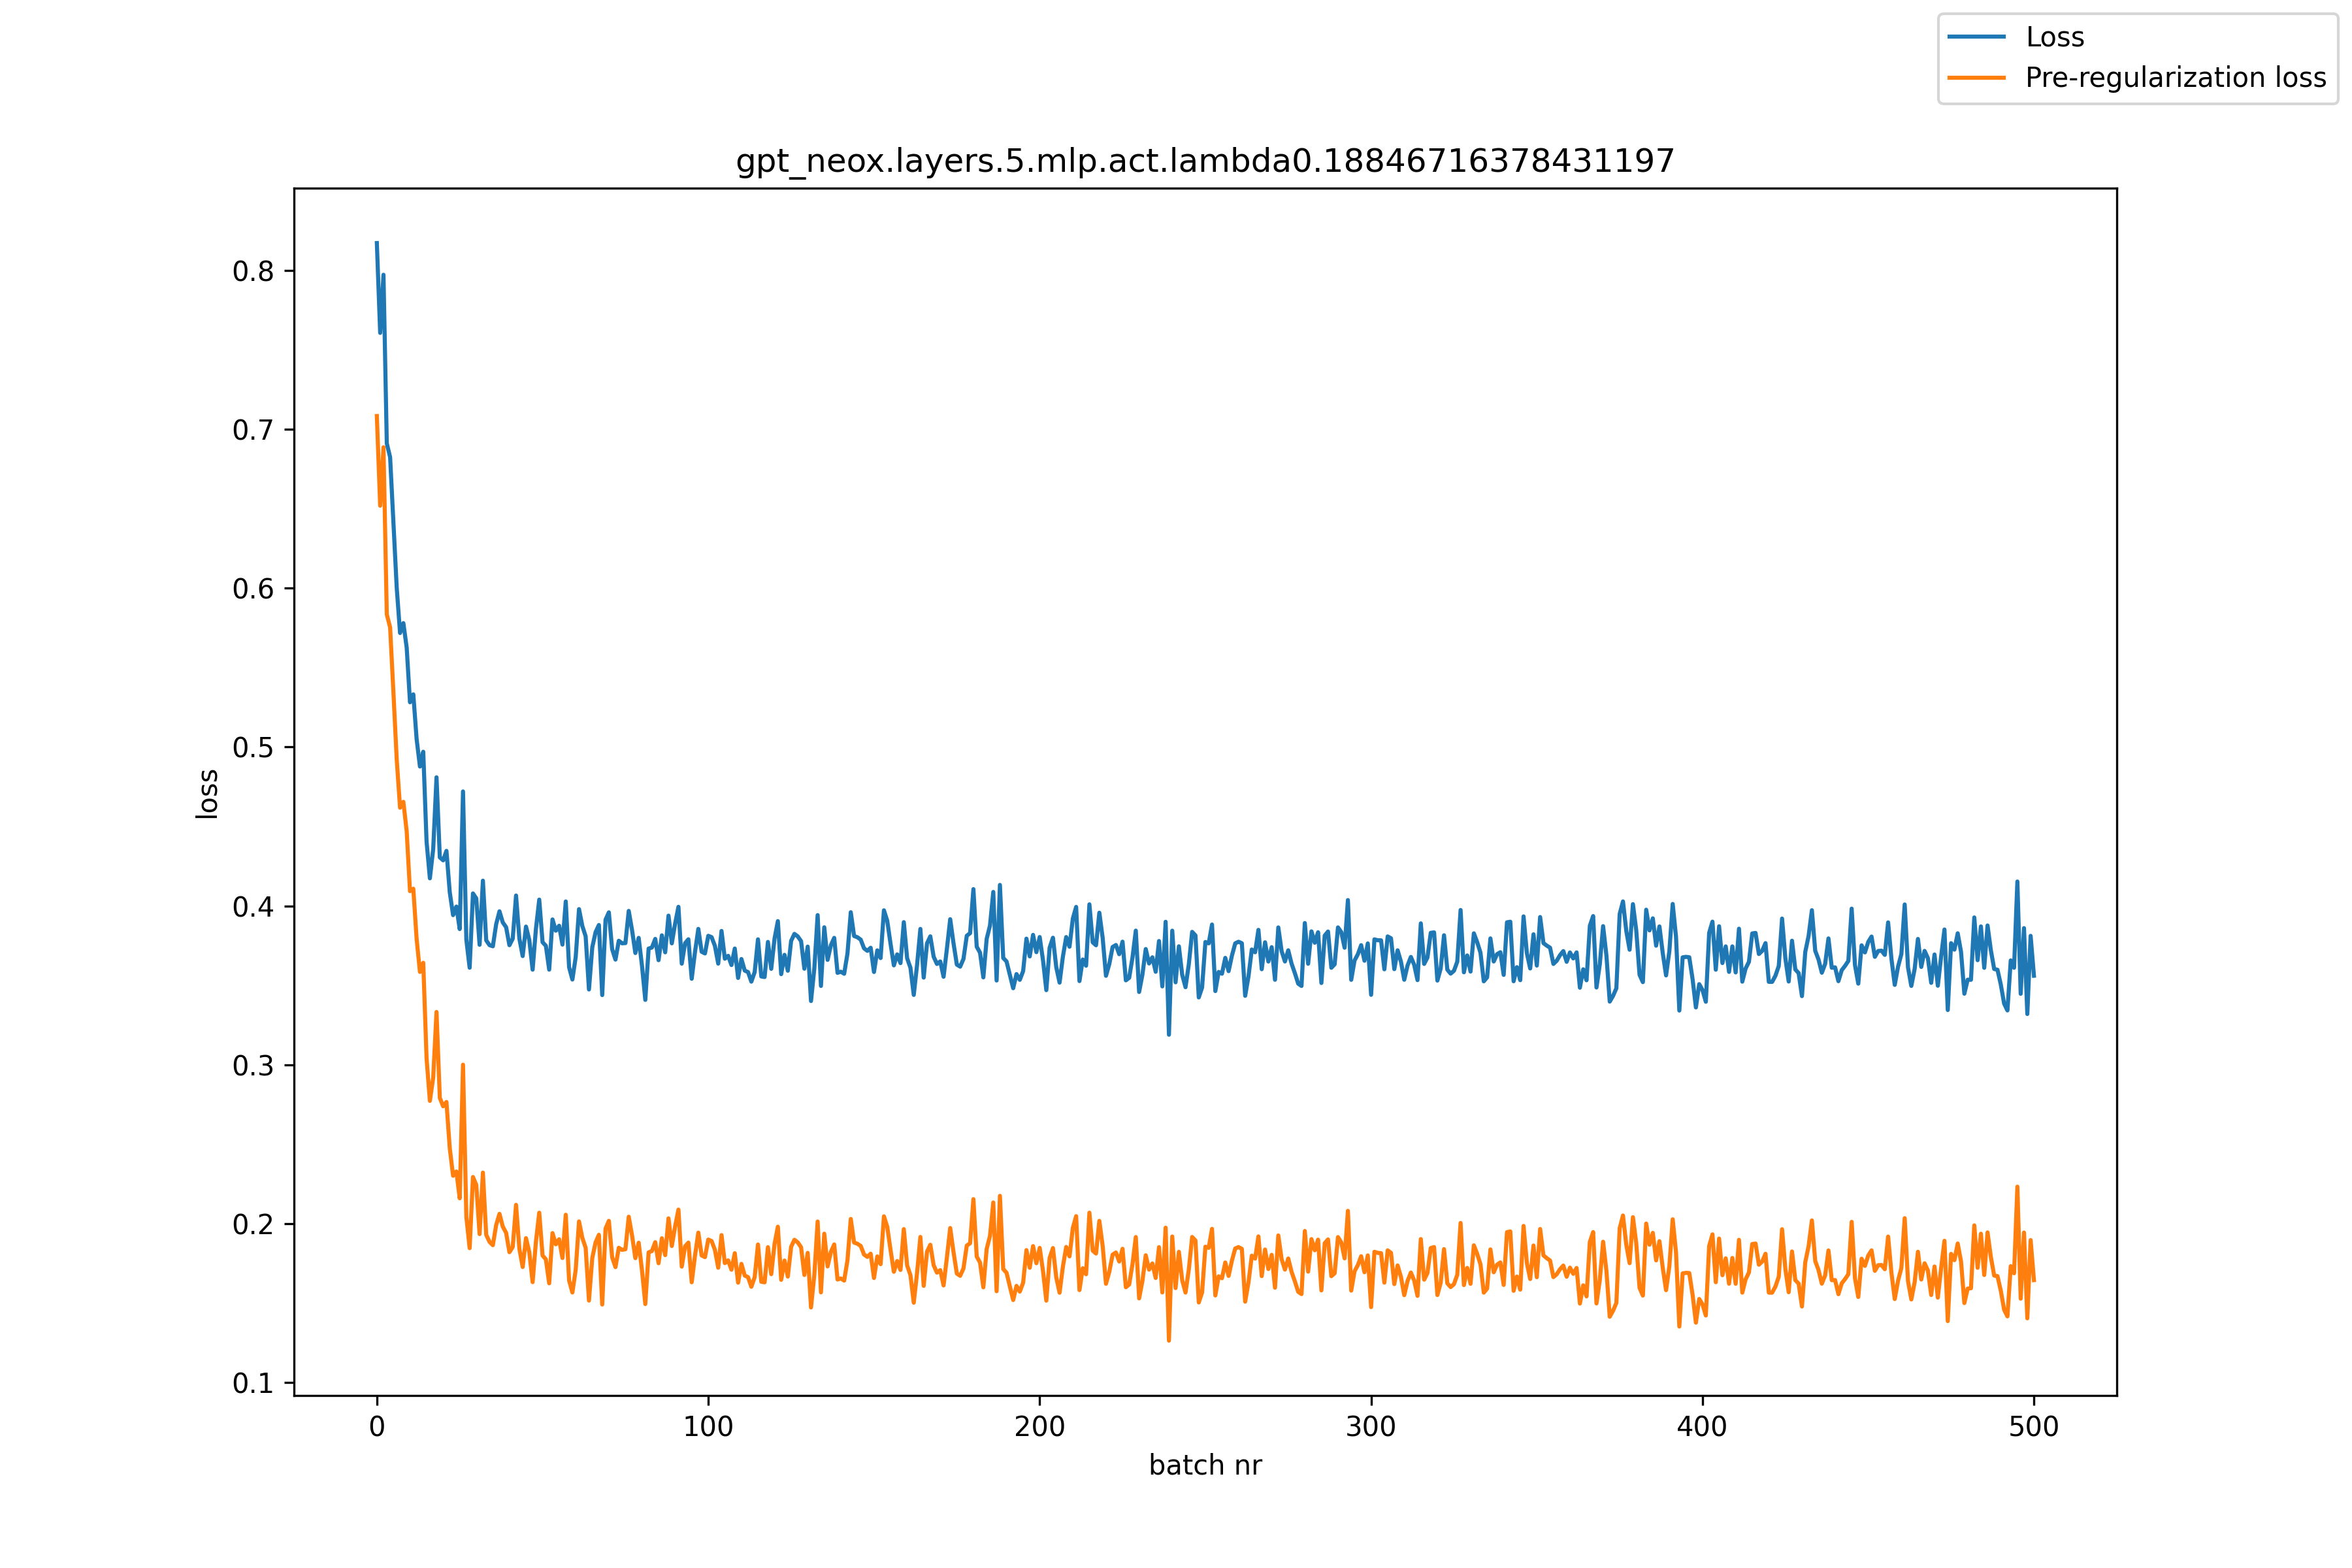 Loss
Pre-regularization loss
gpt_neox.layers.5.mlp.act.lambda0.18846716378431197
0.8
0.7
0.6
0.5
0.4
0.3
0.2
0.1
loss
0 100 200 300 400 500
batch nr